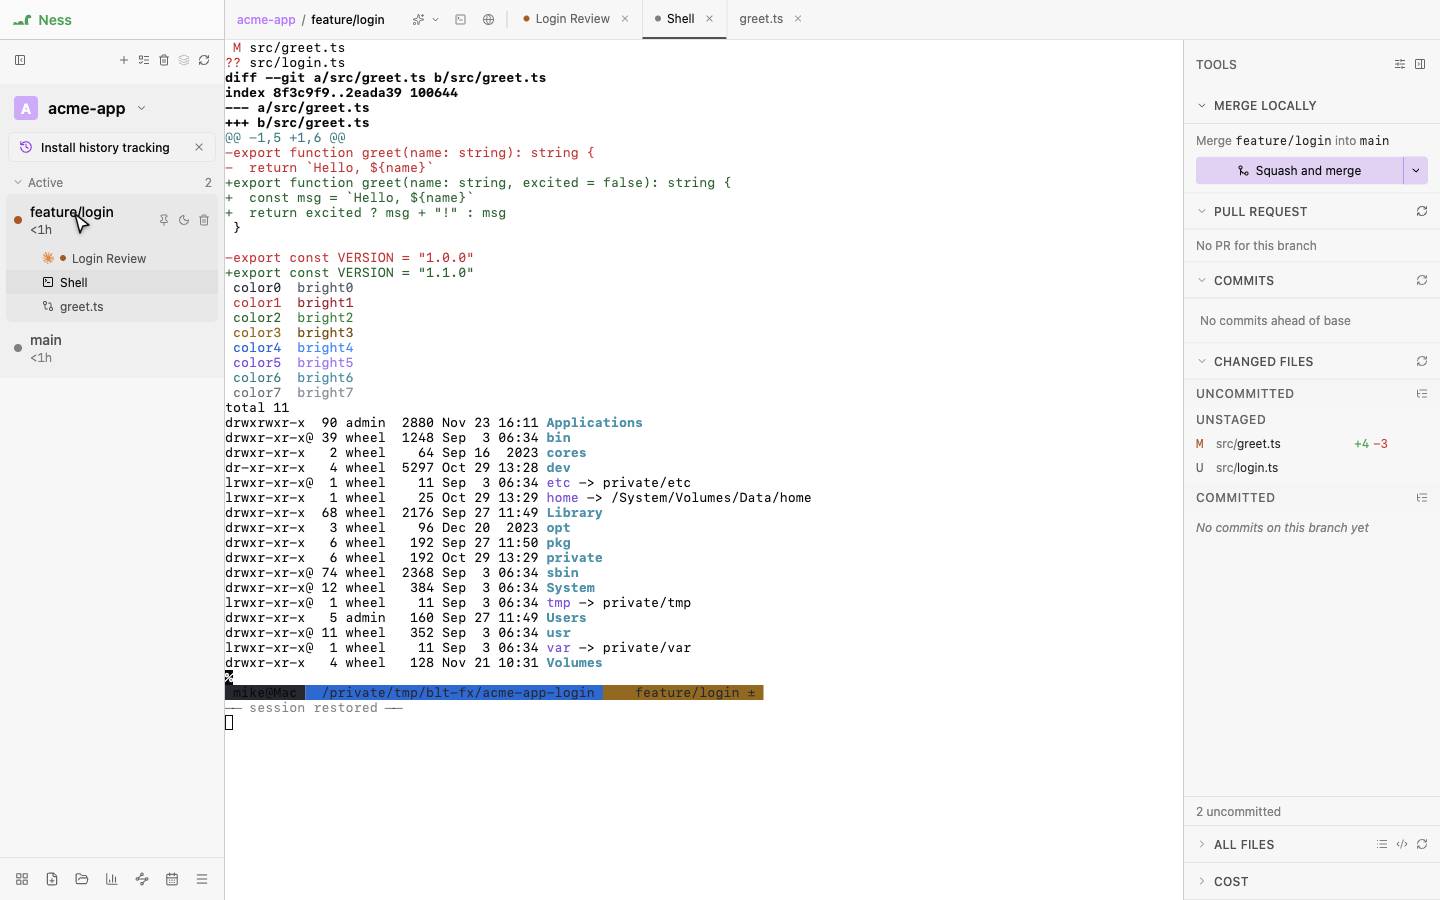 Ness
acme-app / feature/login
Login Review
Shell
greet.ts
A acme-app
Install history tracking
Active 2
feature/login
<1h
Login Review
Shell
greet.ts
main
<1h
 M src/greet.ts
?? src/login.ts
diff --git a/src/greet.ts b/src/greet.ts
index 8f3c9f9..2eada39 100644
--- a/src/greet.ts
+++ b/src/greet.ts
@@ -1,5 +1,6 @@
-export function greet(name: string): string {
-  return `Hello, ${name}`
+export function greet(name: string, excited = false): string {
+  const msg = `Hello, ${name}`
+  return excited ? msg + "!" : msg
 }
-export const VERSION = "1.0.0"
+export const VERSION = "1.1.0"
 color0  bright0
 color1  bright1
 color2  bright2
 color3  bright3
 color4  bright4
 color5  bright5
 color6  bright6
 color7  bright7
total 11
drwxrwxr-x  90 admin  2880 Nov 23 16:11 Applications
drwxr-xr-x@ 39 wheel  1248 Sep  3 06:34 bin
drwxr-xr-x   2 wheel    64 Sep 16  2023 cores
dr-xr-xr-x   4 wheel  5297 Oct 29 13:28 dev
lrwxr-xr-x@  1 wheel    11 Sep  3 06:34 etc -> private/etc
lrwxr-xr-x   1 wheel    25 Oct 29 13:29 home -> /System/Volumes/Data/home
drwxr-xr-x  68 wheel  2176 Sep 27 11:49 Library
drwxr-xr-x   3 wheel    96 Dec 20  2023 opt
drwxr-xr-x   6 wheel   192 Sep 27 11:50 pkg
drwxr-xr-x   6 wheel   192 Oct 29 13:29 private
drwxr-xr-x@ 74 wheel  2368 Sep  3 06:34 sbin
drwxr-xr-x@ 12 wheel   384 Sep  3 06:34 System
lrwxr-xr-x@  1 wheel    11 Sep  3 06:34 tmp -> private/tmp
drwxr-xr-x   5 admin   160 Sep 27 11:49 Users
drwxr-xr-x@ 11 wheel   352 Sep  3 06:34 usr
lrwxr-xr-x@  1 wheel    11 Sep  3 06:34 var -> private/var
drwxr-xr-x   4 wheel   128 Nov 21 10:31 Volumes
%
mike@Mac /private/tmp/blt-fx/acme-app-login feature/login ±
── session restored ──
TOOLS
MERGE LOCALLY
Merge feature/login into main
Squash and merge
PULL REQUEST
No PR for this branch
COMMITS
No commits ahead of base
CHANGED FILES
UNCOMMITTED
UNSTAGED
M src/greet.ts +4 −3
U src/login.ts
COMMITTED
No commits on this branch yet
2 uncommitted
ALL FILES
COST